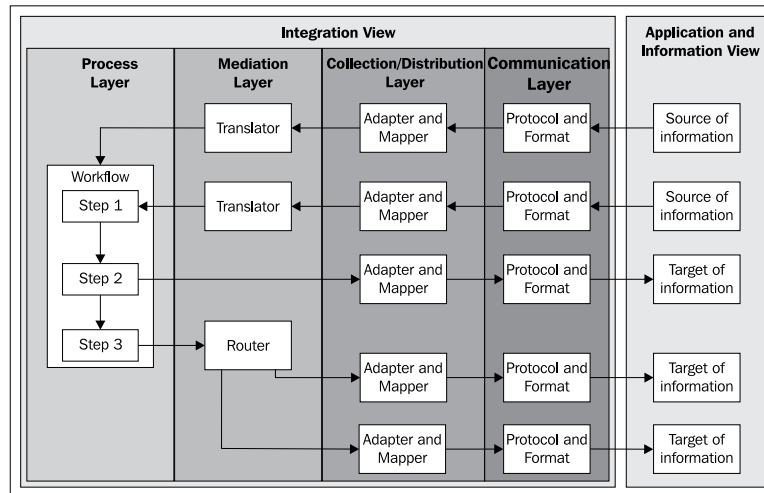 Integration View
Application and
Information View
Process
Layer
Mediation
Layer
Collection/Distribution
Layer
Communication
Layer
Translator
Adapter and
Mapper
Protocol and
Format
Source of
information
Workflow
Step 1
Translator
Adapter and
Mapper
Protocol and
Format
Source of
information
Step 2
Adapter and
Mapper
Protocol and
Format
Target of
information
Step 3
Router
Adapter and
Mapper
Protocol and
Format
Target of
information
Adapter and
Mapper
Protocol and
Format
Target of
information